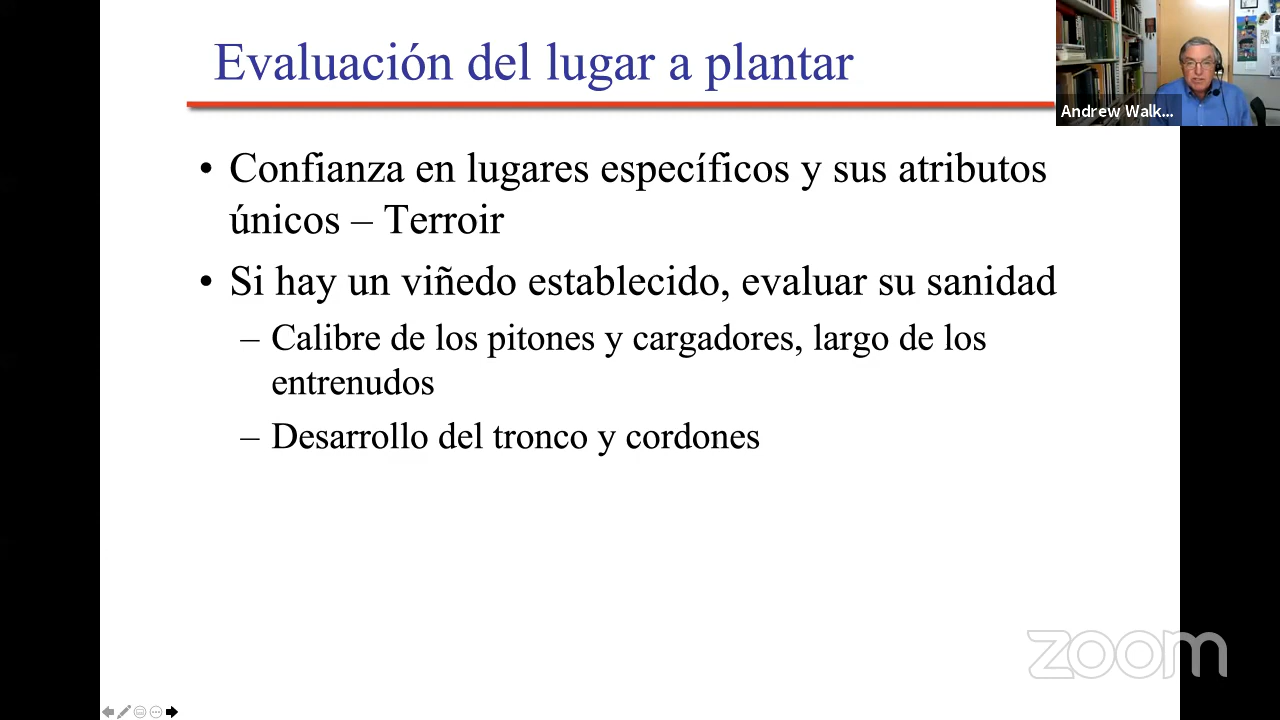 Evaluación del lugar a plantar
Andrew Walk...
• Confianza en lugares específicos y sus atributos
únicos – Terroir
• Si hay un viñedo establecido, evaluar su sanidad
– Calibre de los pitones y cargadores, largo de los
entrenudos
– Desarrollo del tronco y cordones
zoom